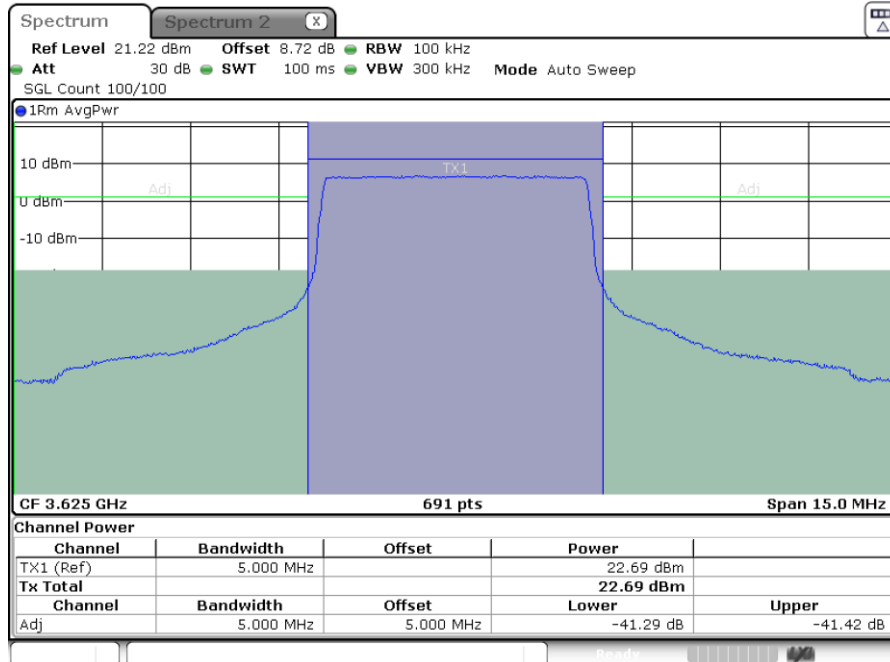 Spectrum Spectrum 2 X
Ref Level 21.22 dBm Offset 8.72 dB RBW 100 kHz
Att 30 dB SWT 100 ms VBW 300 kHz Mode Auto Sweep
SGL Count 100/100
1Rm AvgPwr
10 dBm
TX1
Adj Adj
0 dBm
-10 dBm
CF 3.625 GHz 691 pts Span 15.0 MHz
Channel Power
Channel Bandwidth Offset Power
TX1 (Ref) 5.000 MHz 22.69 dBm
Tx Total 22.69 dBm
Channel Bandwidth Offset Lower Upper
Adj 5.000 MHz 5.000 MHz -41.29 dB -41.42 dB
Ready